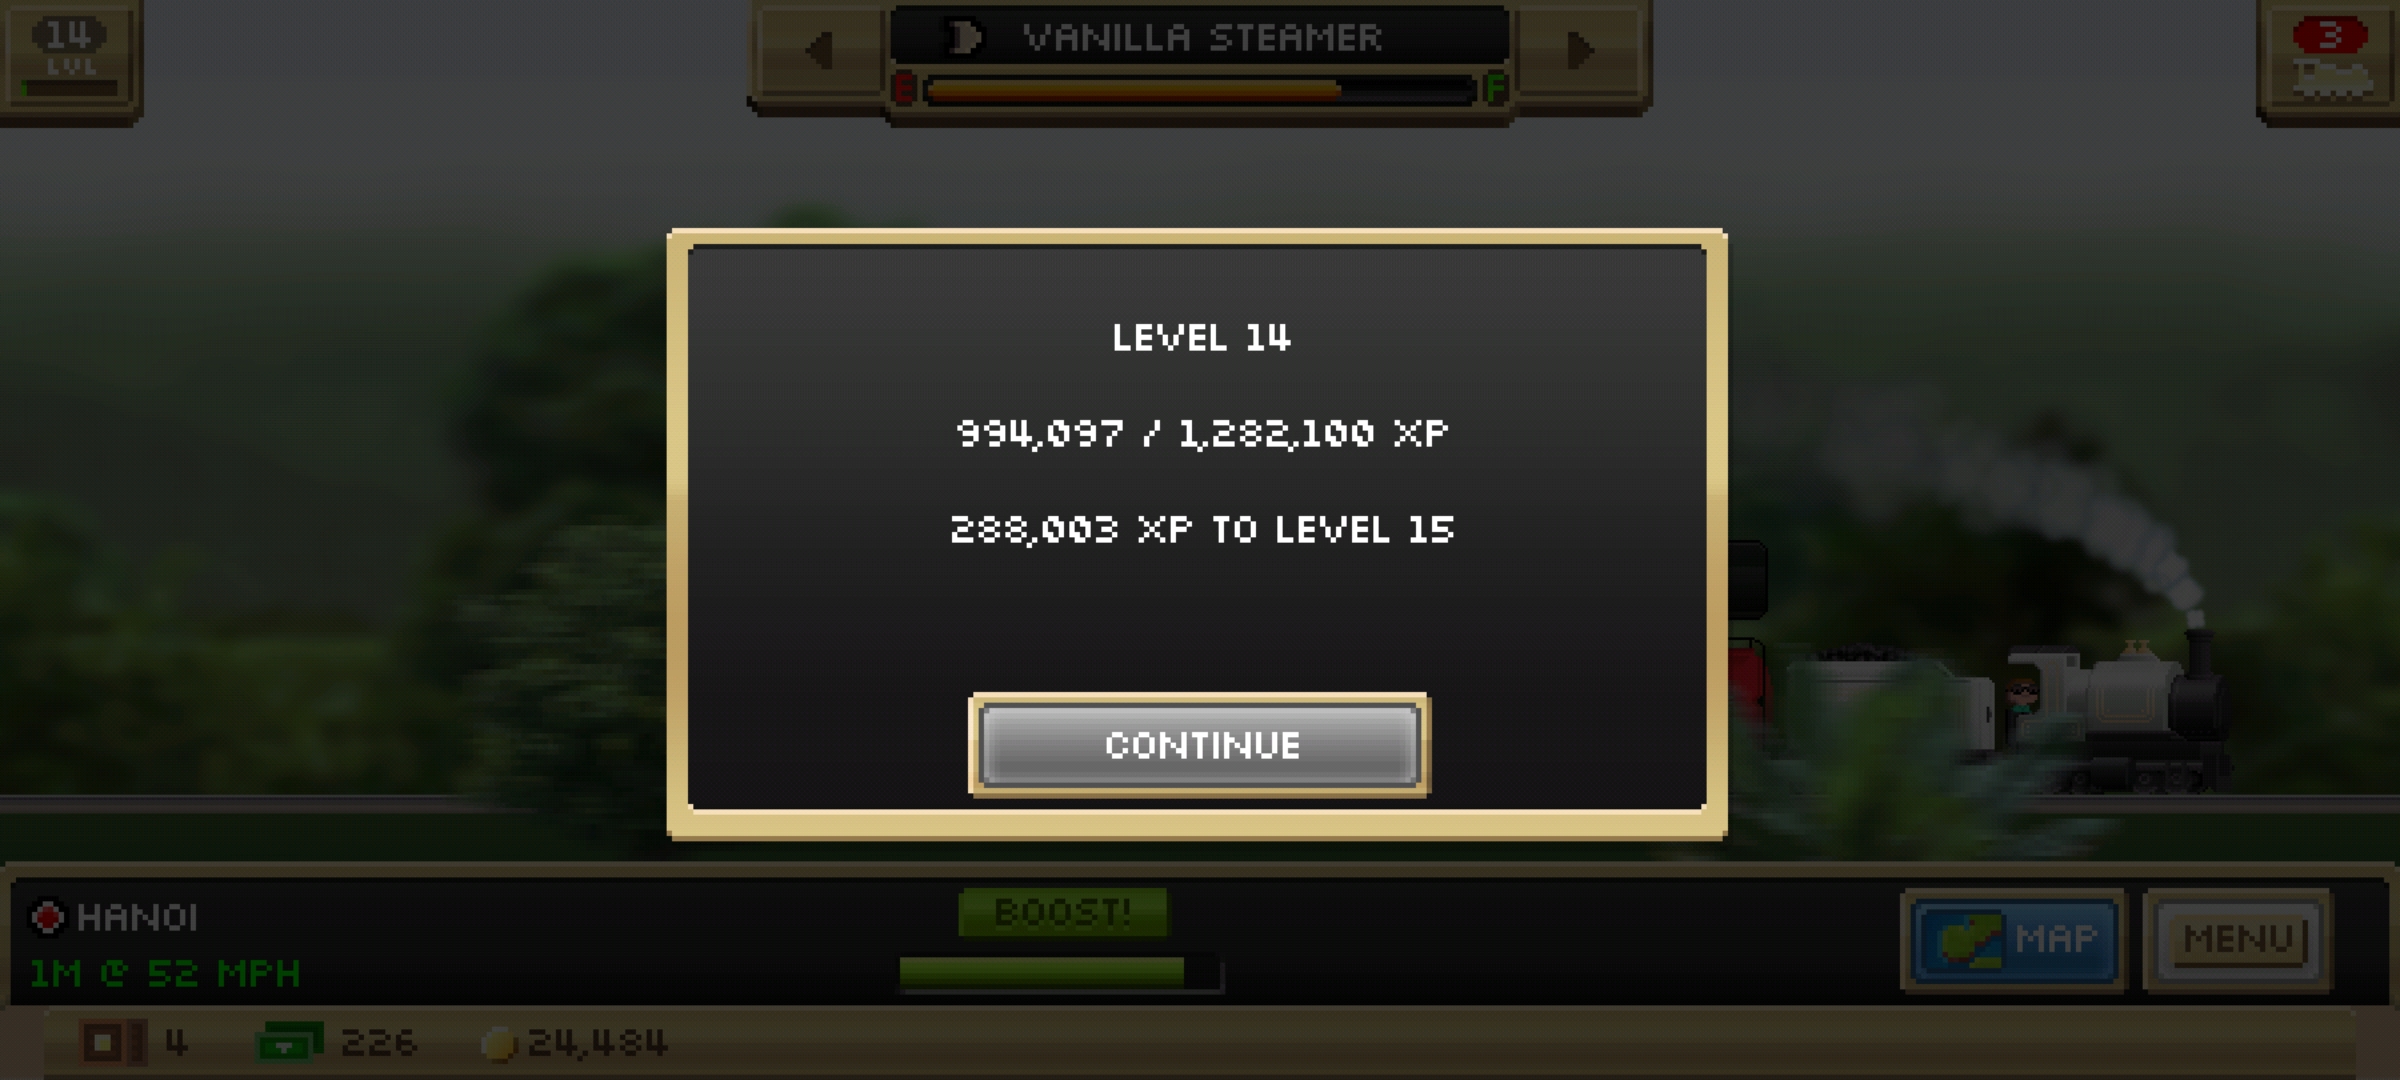 14
LVL
VANILLA STEAMER
E F
3
LEVEL 14
994,097 / 1,282,100 XP
288,003 XP TO LEVEL 15
CONTINUE
HANOI
1M @ 52 MPH
BOOST!
MAP
MENU
4 226 24,484